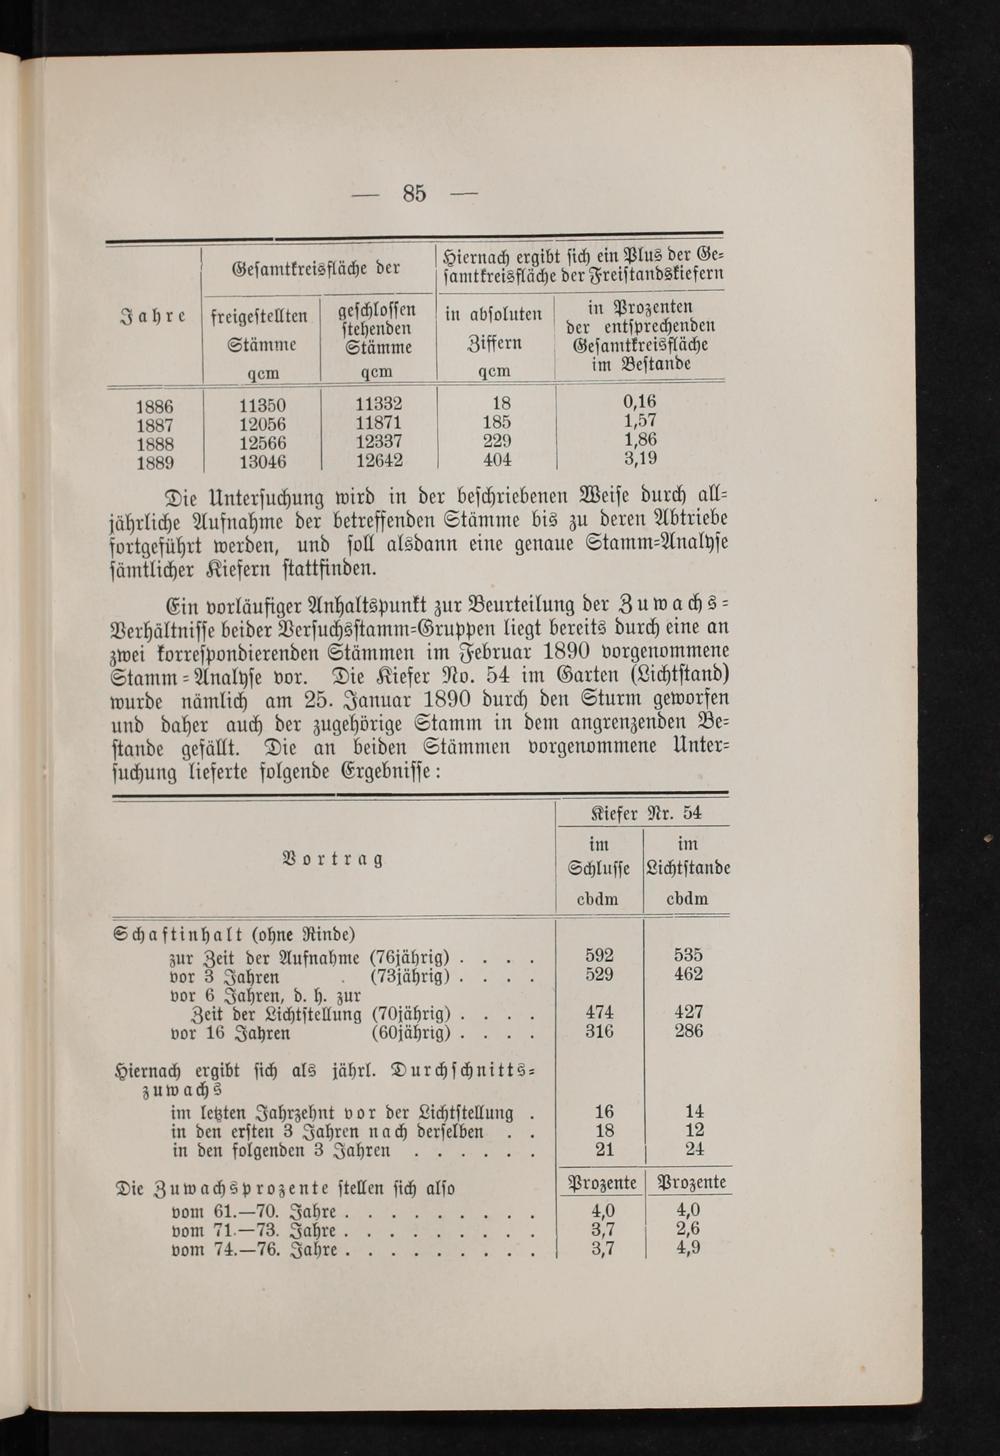 — 85 —
Jahre
Gesamtkreisfläche der
Hiernach ergibt sich ein Plus der Ge-
samtkreisfläche der Freistandskiefern
freigestellten
Stämme
qcm
geschlossen
stehenden
Stämme
qcm
in absoluten
Ziffern
qcm
in Prozenten
der entsprechenden
Gesamtkreisfläche
im Bestande
1886 11350 11332 18 0,16
1887 12056 11871 185 1,57
1888 12566 12337 229 1,86
1889 13046 12642 404 3,19
Die Untersuchung wird in der beschriebenen Weise durch all-
jährliche Aufnahme der betreffenden Stämme bis zu deren Abtriebe
fortgeführt werden, und soll alsdann eine genaue Stamm-Analyse
sämtlicher Kiefern stattfinden.
Ein vorläufiger Anhaltspunkt zur Beurteilung der Zuwachs-
Verhältnisse beider Versuchsstamm-Gruppen liegt bereits durch eine an
zwei korrespondierenden Stämmen im Februar 1890 vorgenommene
Stamm-Analyse vor. Die Kiefer No. 54 im Garten (Lichtstand)
wurde nämlich am 25. Januar 1890 durch den Sturm geworfen
und daher auch der zugehörige Stamm in dem angrenzenden Be-
stande gefällt. Die an beiden Stämmen vorgenommene Unter-
suchung lieferte folgende Ergebnisse:
Vortrag
Kiefer Nr. 54
im
Schlusse
cbdm
im
Lichtstande
cbdm
Schaftinhalt (ohne Rinde)
zur Zeit der Aufnahme (76jährig) . . . . 592 535
vor 3 Jahren (73jährig) . . . . 529 462
vor 6 Jahren, d. h. zur
Zeit der Lichtstellung (70jährig) . . . . 474 427
vor 16 Jahren (60jährig) . . . . 316 286
Hiernach ergibt sich als jährl. Durchschnitts-
zuwachs
im letzten Jahrzehnt vor der Lichtstellung . 16 14
in den ersten 3 Jahren nach derselben . . 18 12
in den folgenden 3 Jahren . . . . . . 21 24
Die Zuwachsprozente stellen sich also Prozente Prozente
vom 61.—70. Jahre . . . . . . . . . 4,0 4,0
vom 71.—73. Jahre . . . . . . . . . 3,7 2,6
vom 74.—76. Jahre . . . . . . . . . 3,7 4,9